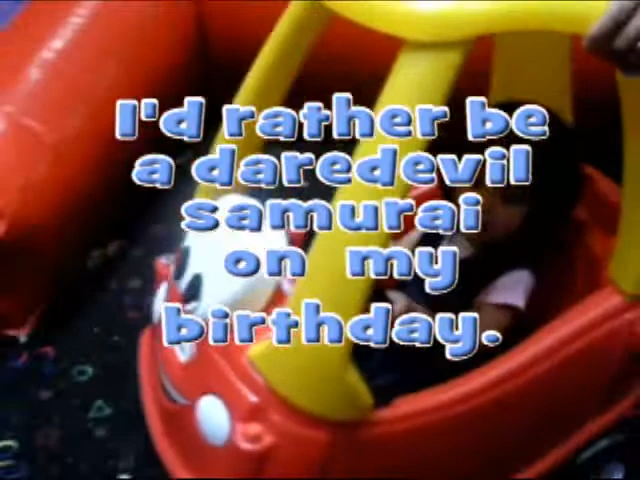 I'd rather be
a daredevil
samurai
on my
birthday.